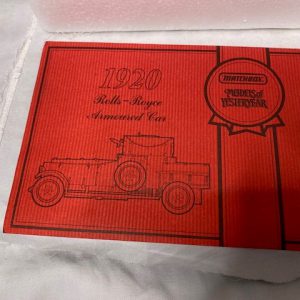 1920
Rolls-Royce
Armoured Car
MATCHBOX
MODELS of
YESTERYEAR